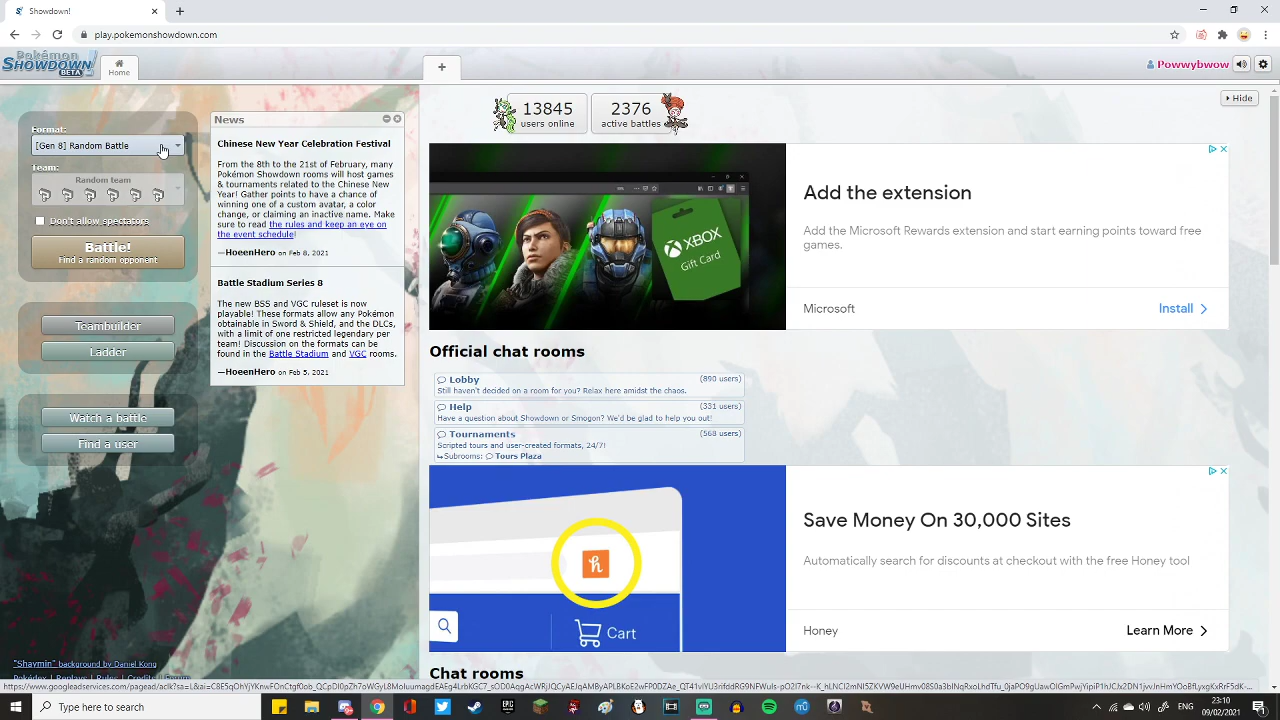 Showdown!
play.pokemonshowdown.com
Pokémon
SHOWDOWN!
BETA
Home
Powwybwow
Format:
[Gen 8] Random Battle
Team:
Random team
Don't allow spectators
Battle!
Find a random opponent
Teambuilder
Ladder
Watch a battle
Find a user
"Shaymin" background by Daniel Kong
Pokédex | Replays | Rules | Credits | Forum
News
Chinese New Year Celebration Festival
From the 8th to the 21st of February, many
Pokémon Showdown rooms will host games
& tournaments related to the Chinese New
Year! Gather points to have a chance of
winning one of a custom avatar, a color
change, or claiming an inactive name. Make
sure to read the rules and keep an eye on
the event schedule!
—HoeenHero on Feb 8, 2021
Battle Stadium Series 8
The new BSS and VGC ruleset is now
playable! These formats allow any Pokémon
obtainable in Sword & Shield, and the DLCs,
with a limit of one restricted legendary per
team! Discussion on the formats can be
found in the Battle Stadium and VGC rooms.
—HoeenHero on Feb 5, 2021
13845
users online
2376
active battles
Hide
XBOX
Gift Card
Add the extension
Add the Microsoft Rewards extension and start earning points toward free
games.
Microsoft
Install
Official chat rooms
Lobby (890 users)
Still haven't decided on a room for you? Relax here amidst the chaos.
Help (331 users)
Have a question about Showdown or Smogon? We'd be glad to help you out!
Tournaments (568 users)
Scripted tours and user-created formats, 24/7!
Subrooms: Tours Plaza
h
Cart
Save Money On 30,000 Sites
Automatically search for discounts at checkout with the free Honey tool
Honey
Learn More
Chat rooms
Type here to search
23:10
09/02/2021